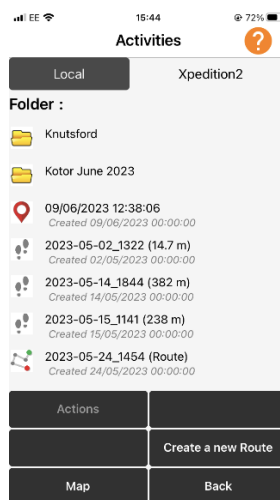 EE 15:44 72%
Activities ?
Local Xpedition2
Folder :
Knutsford
Kotor June 2023
09/06/2023 12:38:06
Created 09/06/2023 00:00:00
2023-05-02_1322 (14.7 m)
Created 02/05/2023 00:00:00
2023-05-14_1844 (382 m)
Created 14/05/2023 00:00:00
2023-05-15_1141 (238 m)
Created 15/05/2023 00:00:00
2023-05-24_1454 (Route)
Created 24/05/2023 00:00:00
Actions
Create a new Route
Map Back